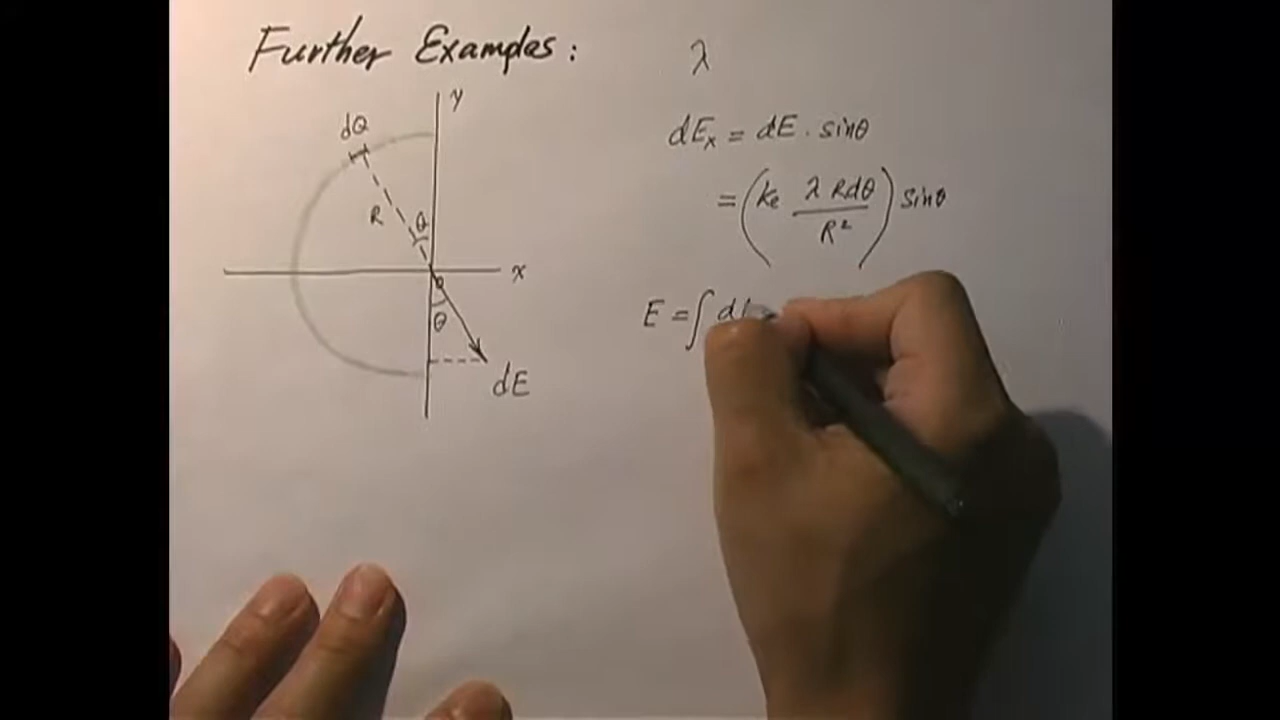 Further Examples :
λ
y
dQ
dEx = dE . sinθ
= (ke λ Rdθ / R²) sinθ
R
θ
x
θ
E = ∫ d
dE